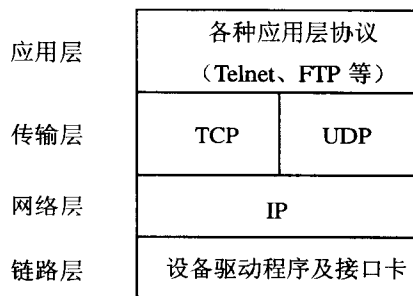 应用层
各种应用层协议
（Telnet、FTP 等）
传输层
TCP
UDP
网络层
IP
链路层
设备驱动程序及接口卡